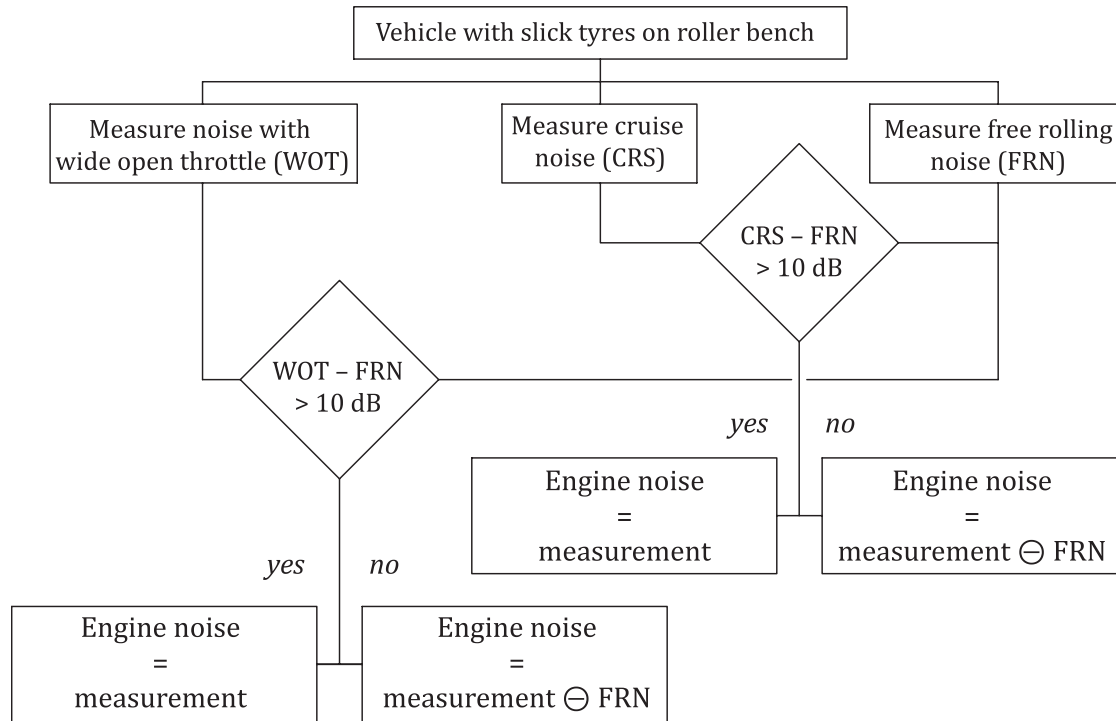 Vehicle with slick tyres on roller bench
Measure noise with
wide open throttle (WOT)
Measure cruise
noise (CRS)
Measure free rolling
noise (FRN)
CRS – FRN
> 10 dB
WOT – FRN
> 10 dB
yes
no
Engine noise
=
measurement
Engine noise
=
measurement ⊖ FRN
yes
no
Engine noise
=
measurement
Engine noise
=
measurement ⊖ FRN